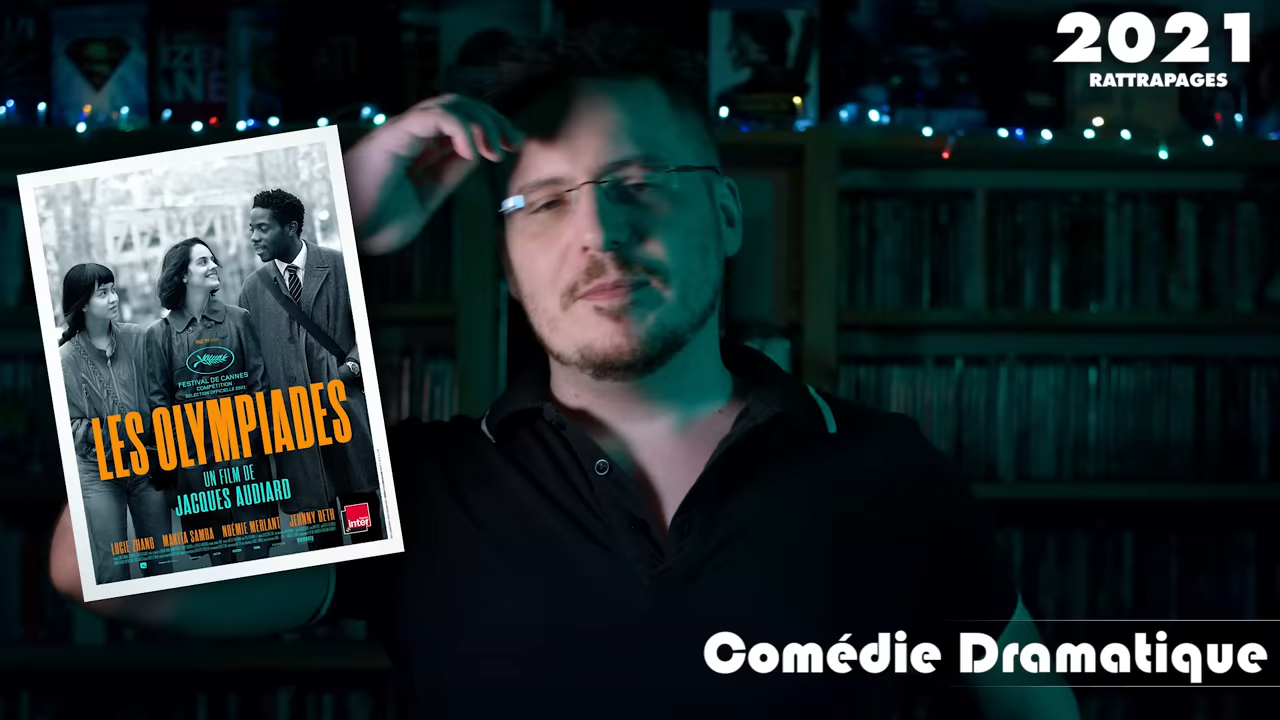 2021
RATTRAPAGES
FESTIVAL DE CANNES
COMPÉTITION
SÉLECTION OFFICIELLE 2021
LES OLYMPIADES
UN FILM DE
JACQUES AUDIARD
LUCIE ZHANG MAKITA SAMBA NOÉMIE MERLANT JEHNNY BETH
inter
Comédie Dramatique